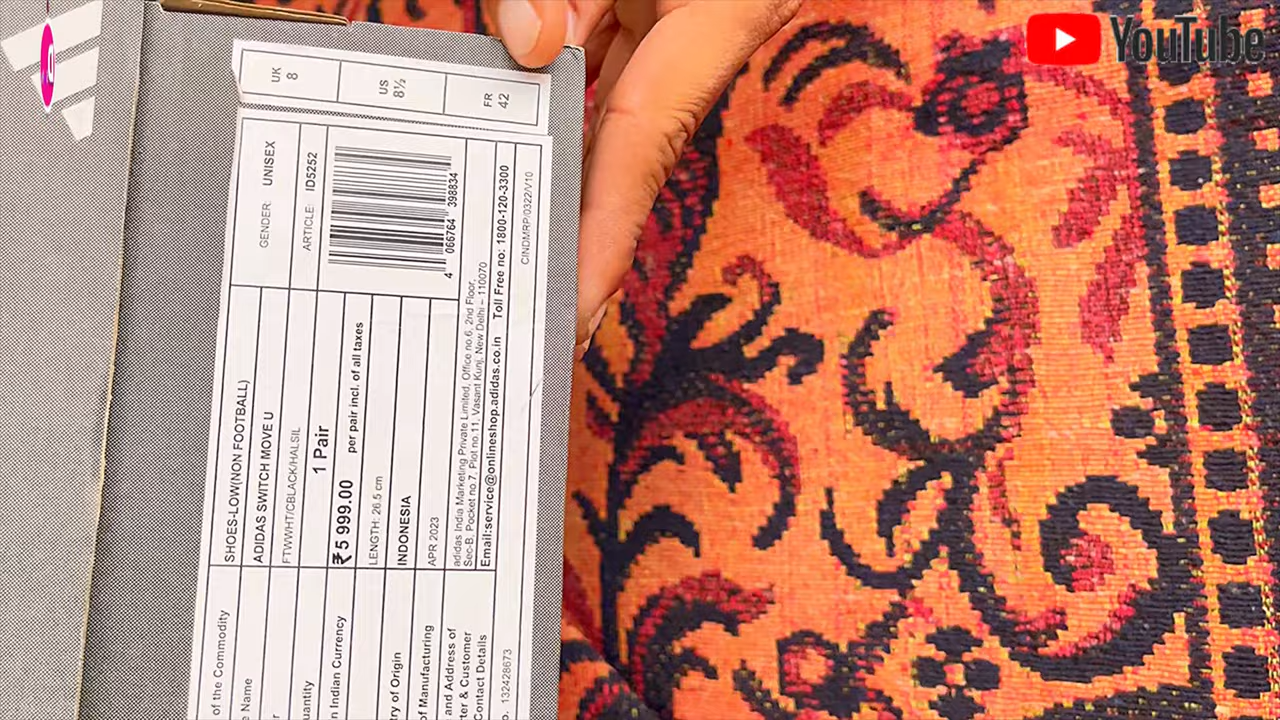 YouTube
UK 8
US 8½
FR 42
GENDER: UNISEX
ARTICLE: ID5252
4 066764 398834
of the Commodity SHOES-LOW(NON FOOTBALL)
Name ADIDAS SWITCH MOVE U
FTWWHT/CBLACK/HALSIL
1 Pair
n Indian Currency ₹5 999.00 per pair incl. of all taxes
LENGTH: 26.5 cm
of Origin INDONESIA
of Manufacturing APR 2023
and Address of
& Customer
Contact Details
adidas India Marketing Private Limited, Office no.6, 2nd Floor,
Sec-B, Pocket no.7, Plot no.11, Vasant Kunj, New Delhi – 110070
Email:service@onlineshop.adidas.co.in Toll Free no: 1800-120-3300
132428673
CINDMRP/0322/V10